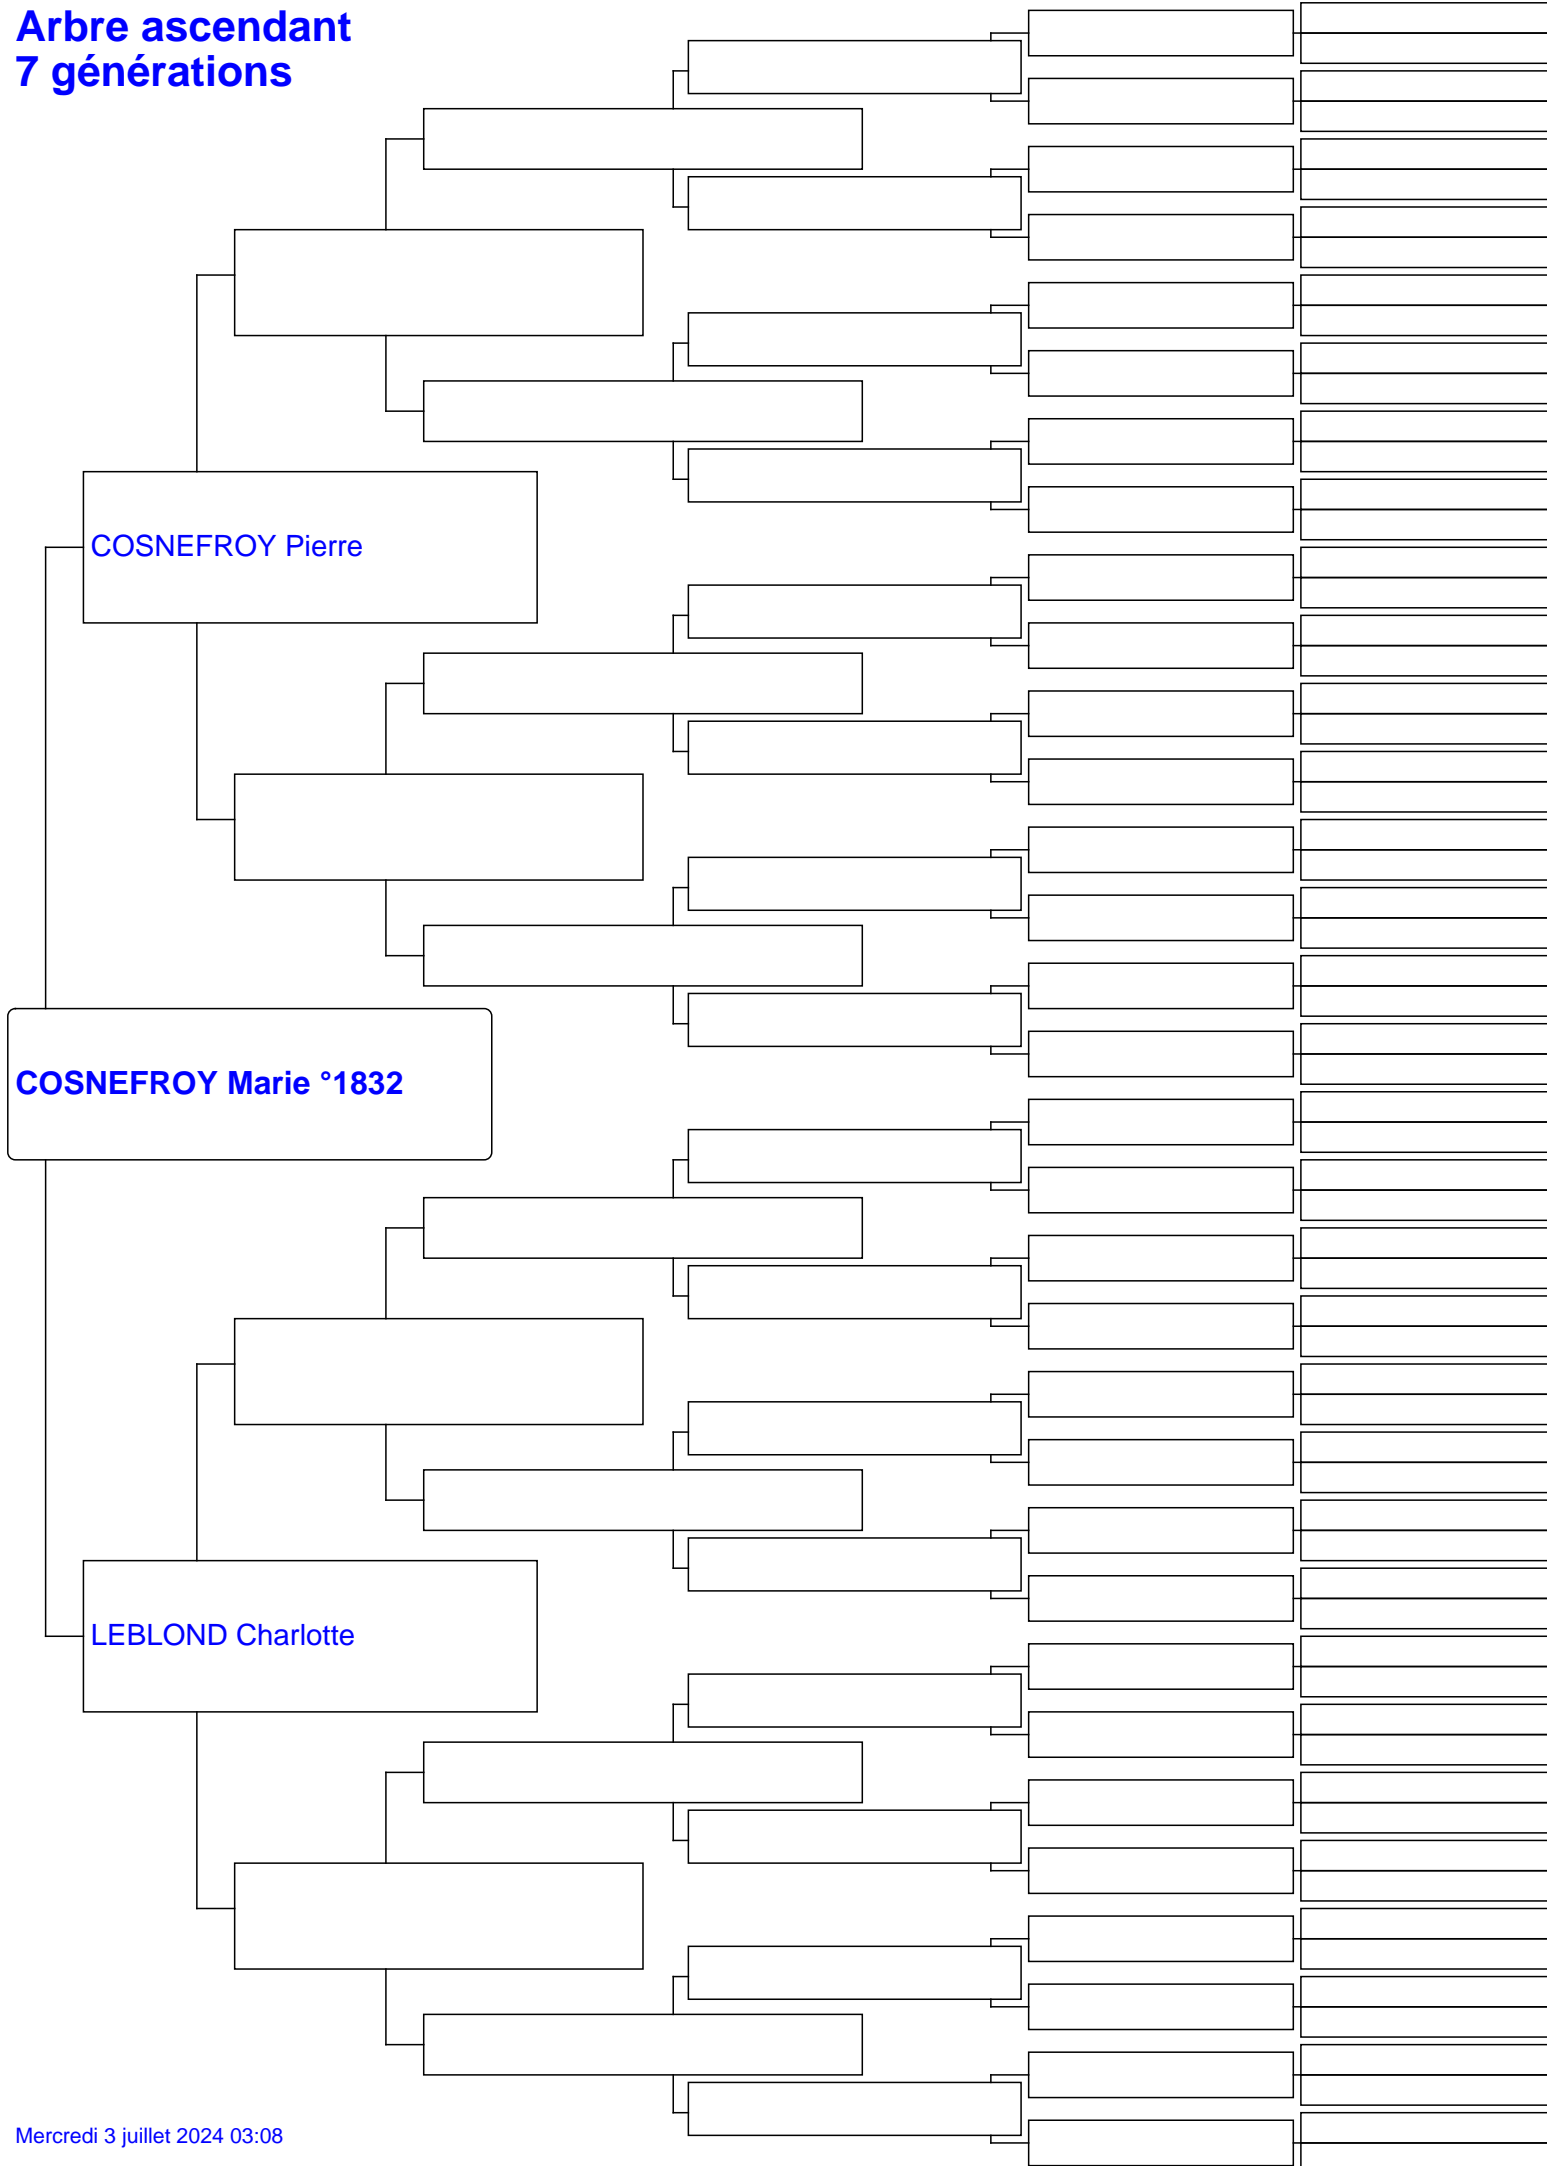 Arbre ascendant
7 générations
COSNEFROY Pierre
COSNEFROY Marie °1832
LEBLOND Charlotte
Mercredi 3 juillet 2024 03:08